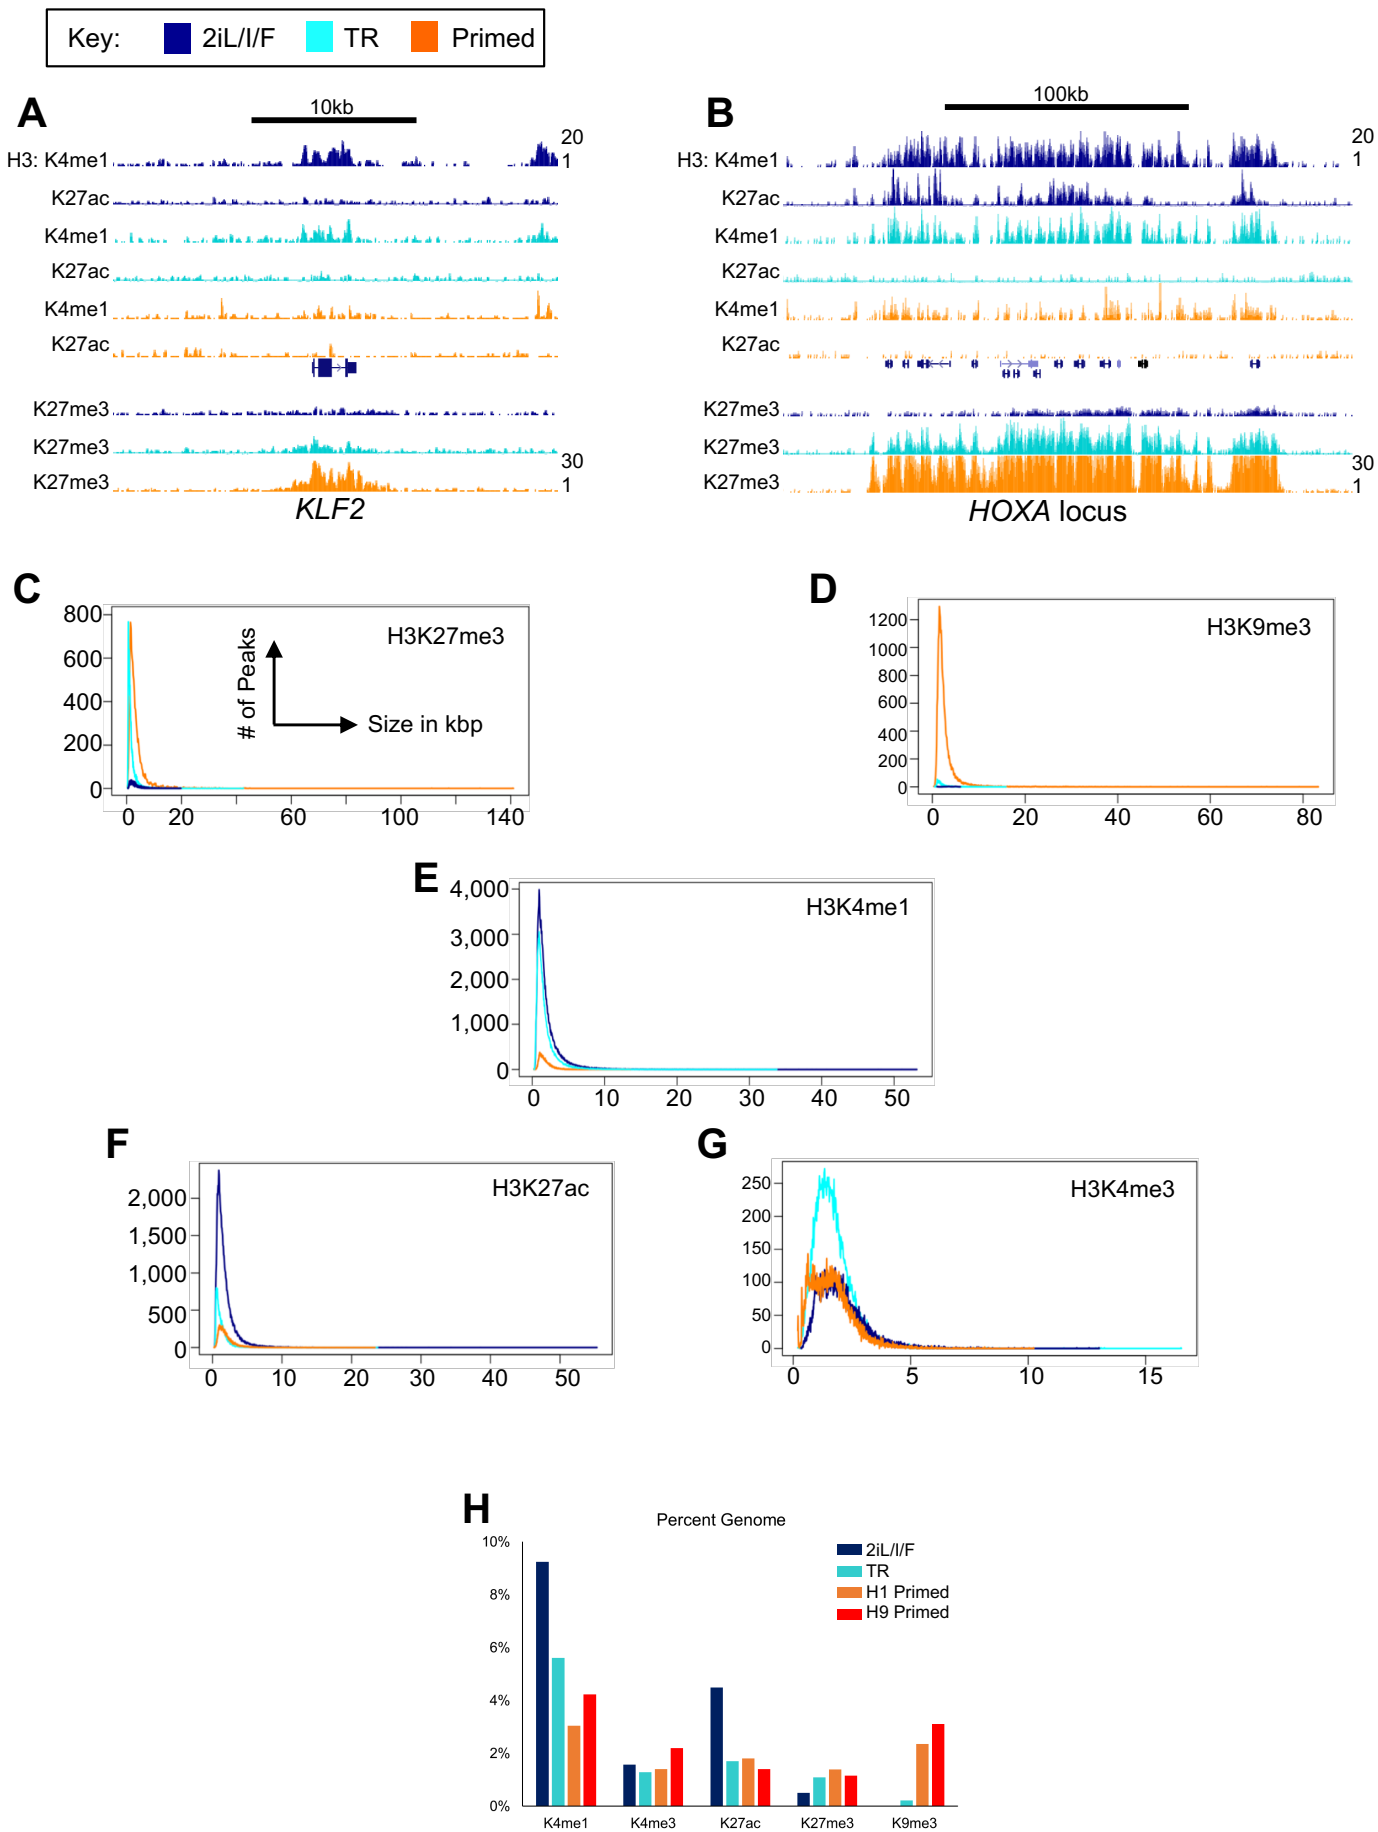 Key: 2iL/I/F TR Primed
A
10kb
H3: K4me1
20
1
K27ac
K4me1
K27ac
K4me1
K27ac
K27me3
K27me3
K27me3
30
1
KLF2
B
100kb
H3: K4me1
20
1
K27ac
K4me1
K27ac
K4me1
K27ac
K27me3
K27me3
K27me3
30
1
HOXA locus
C
H3K27me3
800
600
400
200
0
# of Peaks
Size in kbp
0 20 60 100 140
D
H3K9me3
1200
1000
800
600
400
200
0
0 20 40 60 80
E
H3K4me1
4,000
3,000
2,000
1,000
0
0 10 20 30 40 50
F
H3K27ac
2,000
1,500
1,000
500
0
0 10 20 30 40 50
G
H3K4me3
250
200
150
100
50
0
0 5 10 15
H
Percent Genome
10%
8%
6%
4%
2%
0%
2iL/I/F
TR
H1 Primed
H9 Primed
K4me1 K4me3 K27ac K27me3 K9me3